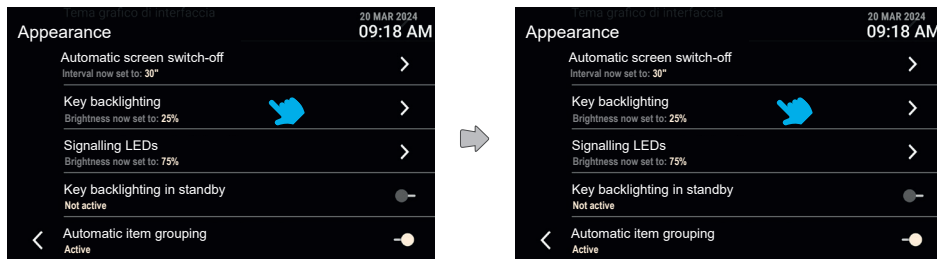 Tema grafico di interfaccia
20 MAR 2024
Appearance
09:18 AM
Automatic screen switch-off
Interval now set to: 30"
Key backlighting
Brightness now set to: 25%
Signalling LEDs
Brightness now set to: 75%
Key backlighting in standby
Not active
Automatic item grouping
Active
Tema grafico di interfaccia
20 MAR 2024
Appearance
09:18 AM
Automatic screen switch-off
Interval now set to: 30"
Key backlighting
Brightness now set to: 25%
Signalling LEDs
Brightness now set to: 75%
Key backlighting in standby
Not active
Automatic item grouping
Active